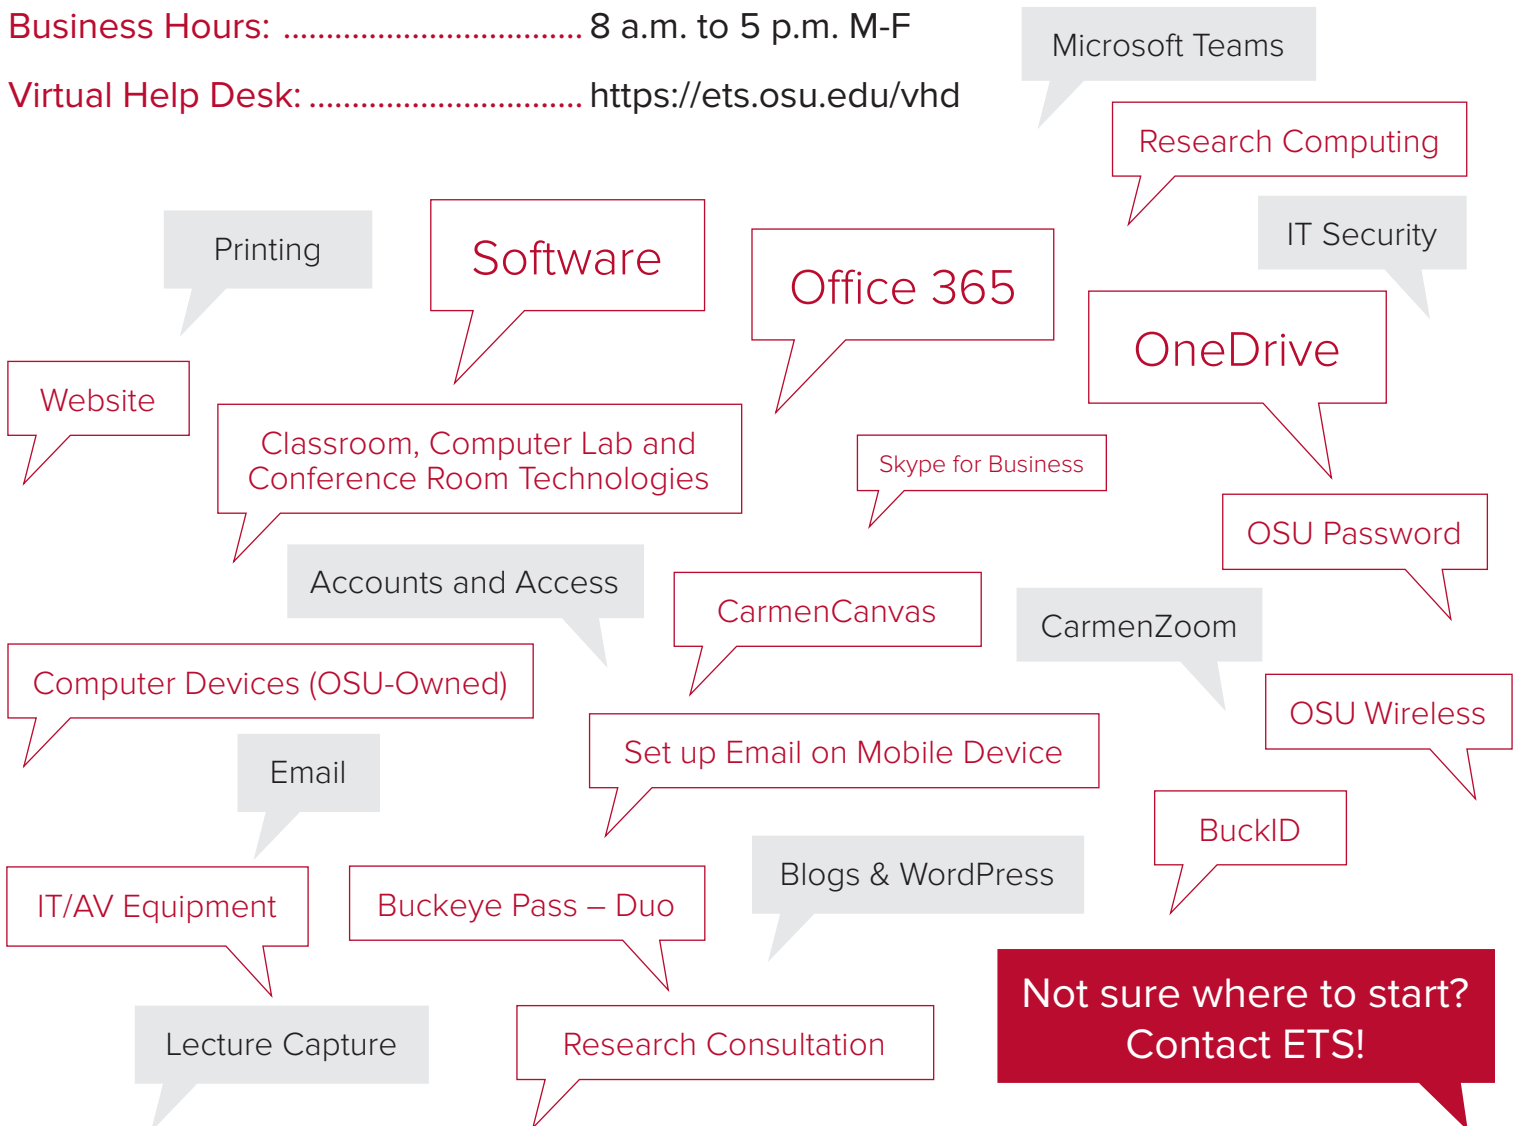 Business Hours: .................................. 8 a.m. to 5 p.m. M-F
Virtual Help Desk: ............................... https://ets.osu.edu/vhd
Microsoft Teams
Research Computing
Printing
Software
Office 365
IT Security
OneDrive
Website
Classroom, Computer Lab and
Conference Room Technologies
Skype for Business
OSU Password
Accounts and Access
CarmenCanvas
CarmenZoom
Computer Devices (OSU-Owned)
OSU Wireless
Set up Email on Mobile Device
Email
BuckID
Blogs & WordPress
IT/AV Equipment
Buckeye Pass – Duo
Not sure where to start?
Contact ETS!
Lecture Capture
Research Consultation